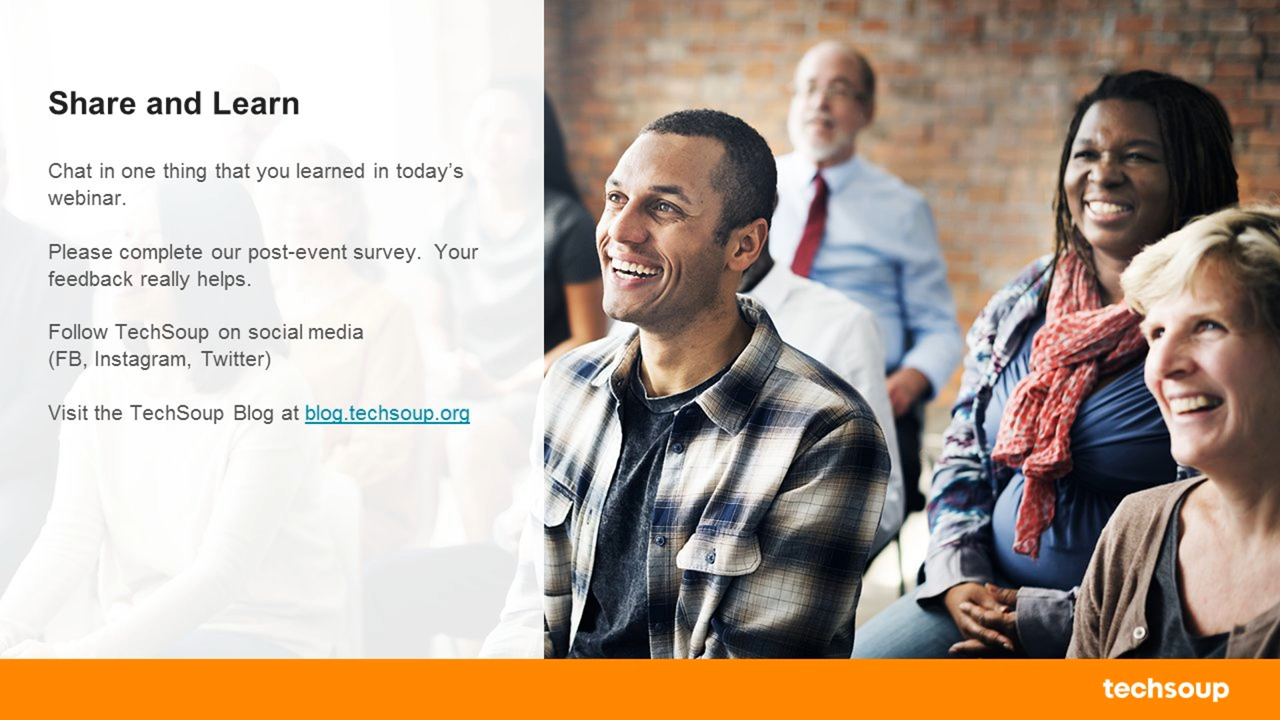 Share and Learn
Chat in one thing that you learned in today’s
webinar.
Please complete our post-event survey.  Your
feedback really helps.
Follow TechSoup on social media
(FB, Instagram, Twitter)
Visit the TechSoup Blog at blog.techsoup.org
techsoup